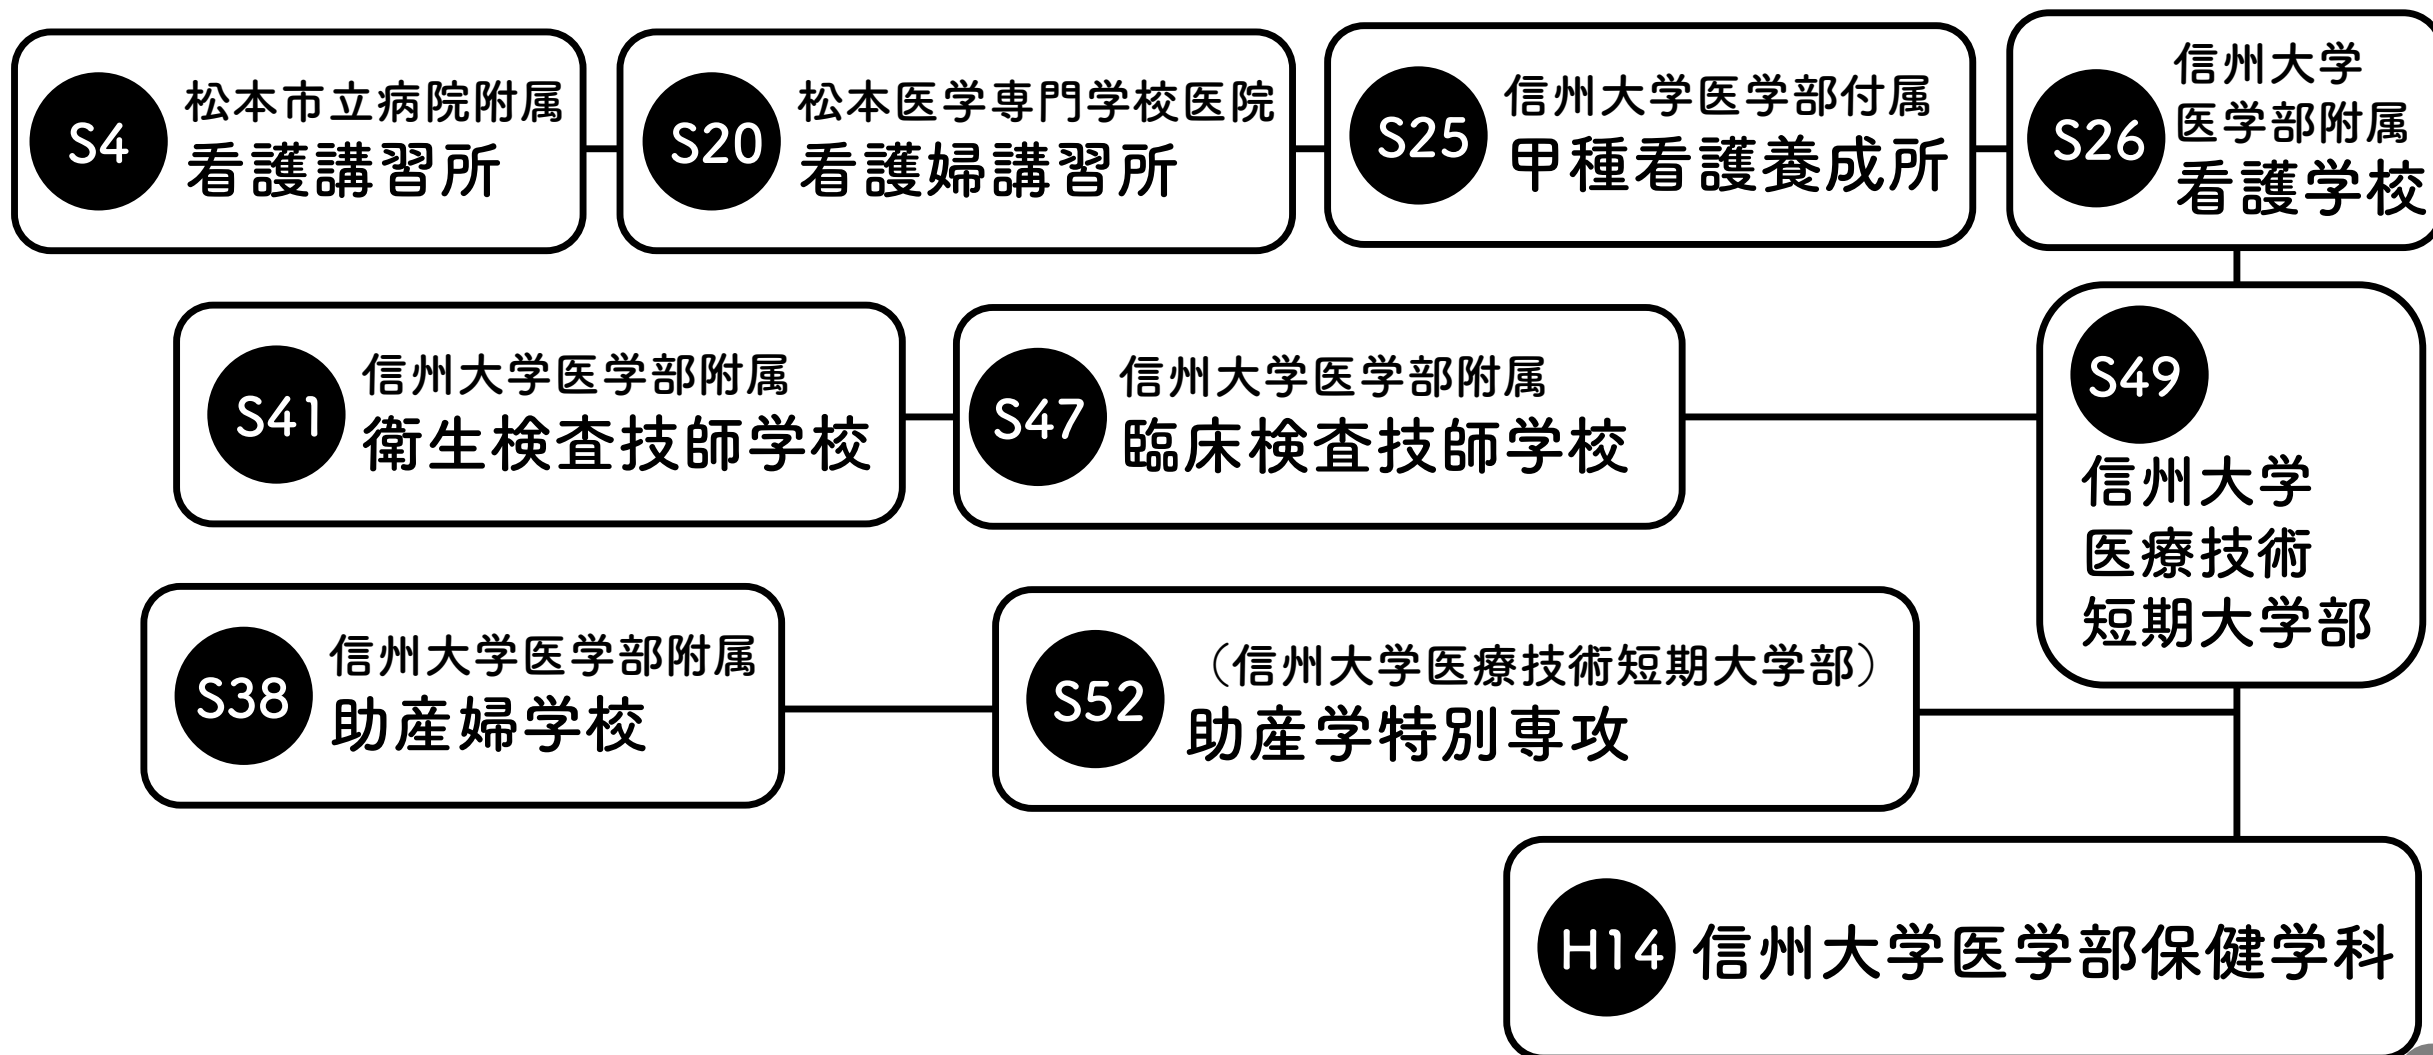 S4
松本市立病院附属
看護講習所
S20
松本医学専門学校医院
看護婦講習所
S25
信州大学医学部付属
甲種看護養成所
S26
信州大学
医学部附属
看護学校
S41
信州大学医学部附属
衛生検査技師学校
S47
信州大学医学部附属
臨床検査技師学校
S49
信州大学
医療技術
短期大学部
S38
信州大学医学部附属
助産婦学校
S52
（信州大学医療技術短期大学部）
助産学特別専攻
H14
信州大学医学部保健学科